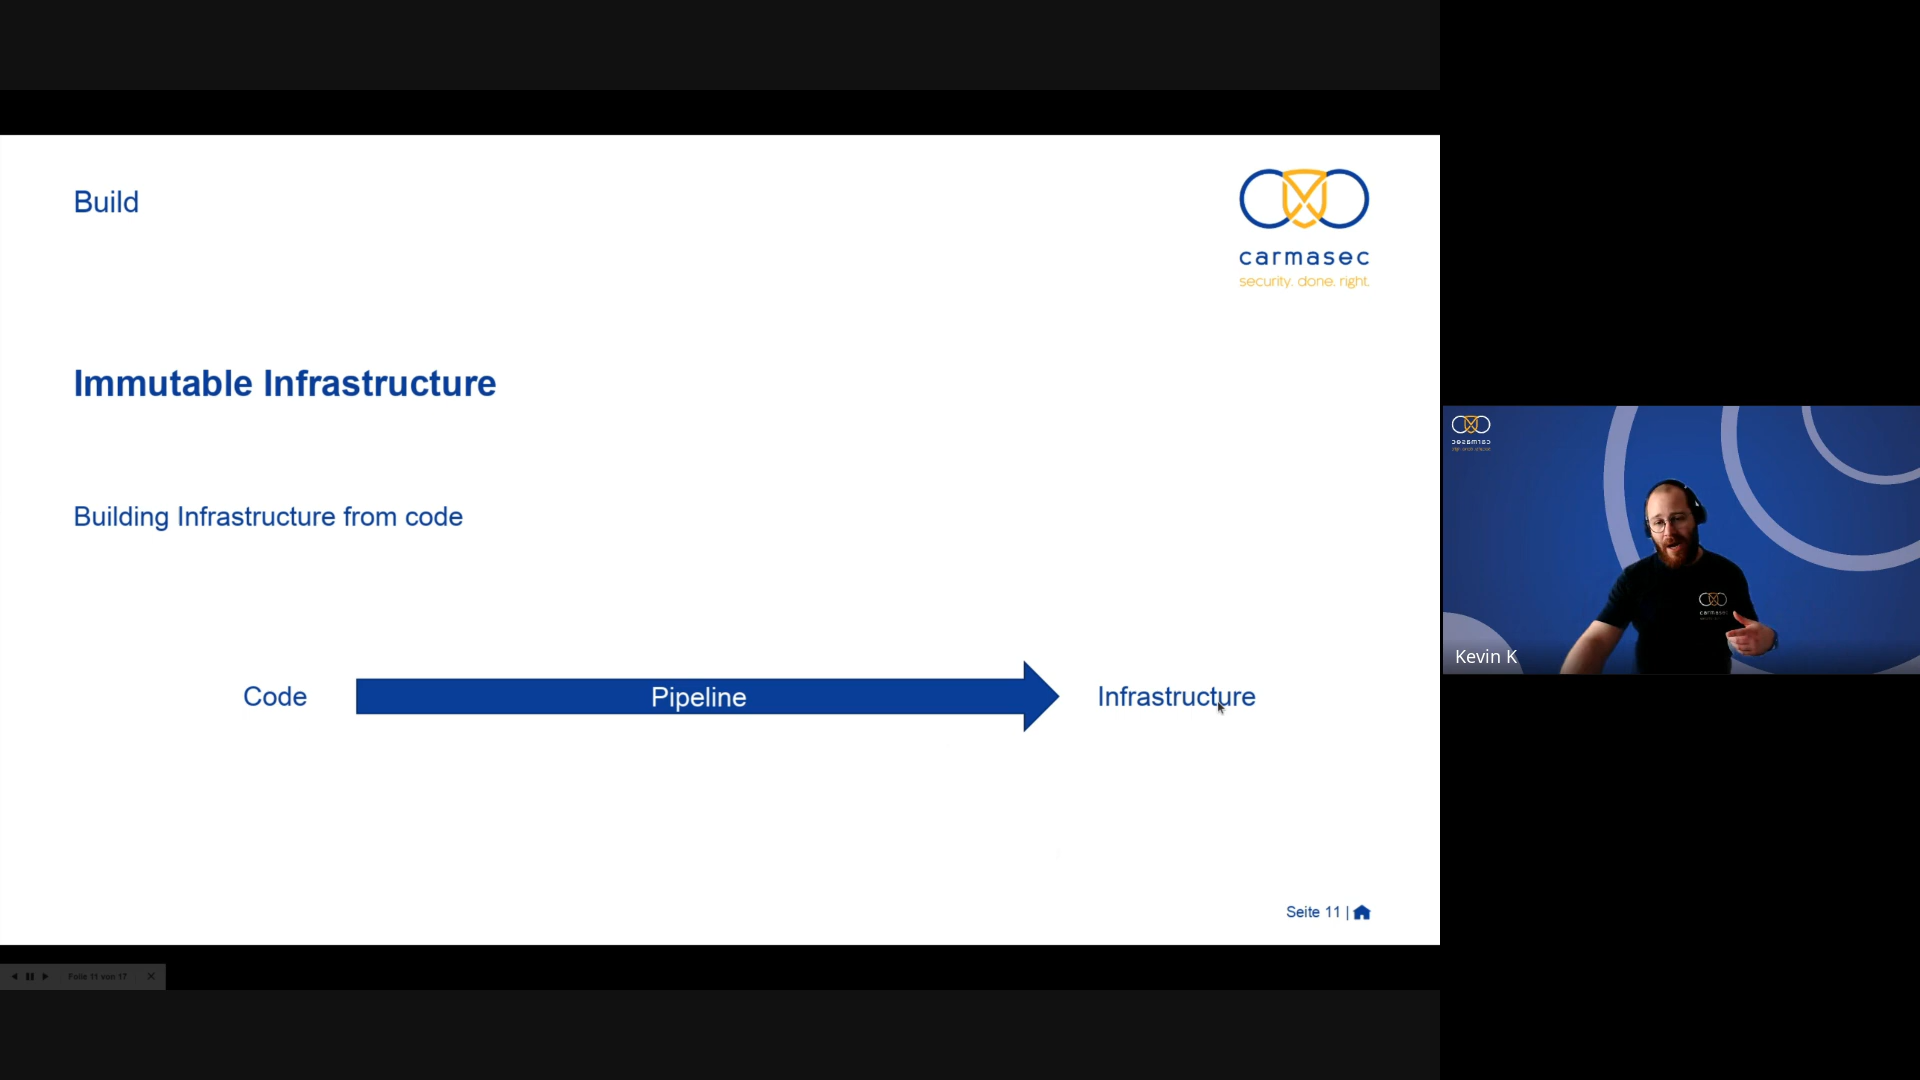 Build
carmasec
security. done. right.
Immutable Infrastructure
Building Infrastructure from code
Code
Pipeline
Infrastructure
Seite 11 |
Folie 11 von 17
Kevin K
carmasec